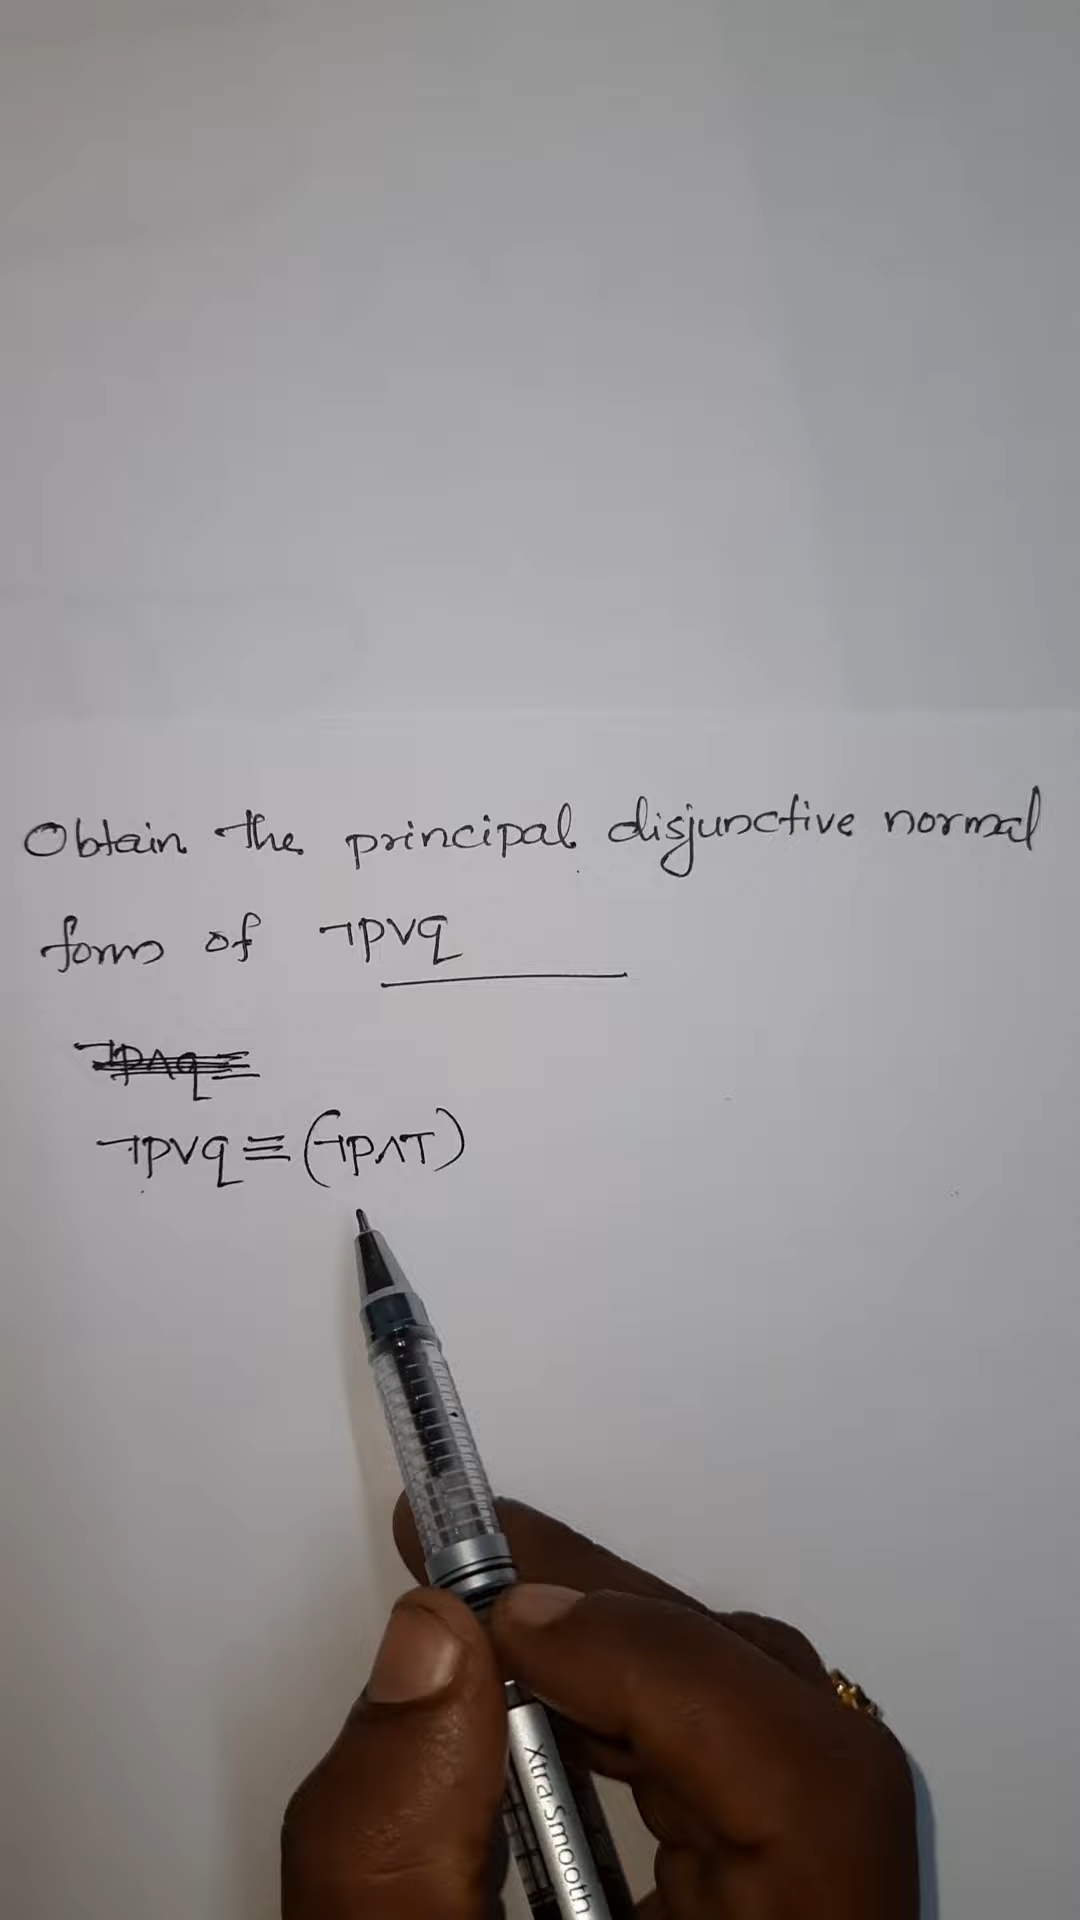 Obtain the principal disjunctive normal
form of ¬p∨q
¬p∧q≡
¬p∨q≡(¬p∧T)
Xtra Smooth